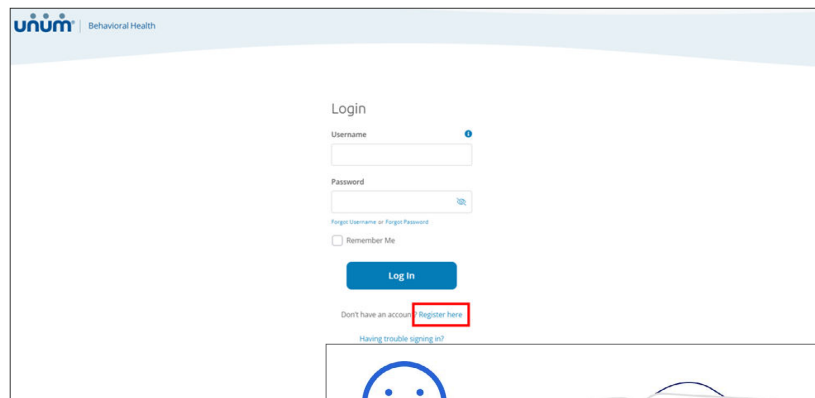 unum | Behavioral Health
Login
Username
Password
Forgot Username or Forgot Password
Remember Me
Log In
Don't have an account? Register here
Having trouble signing in?